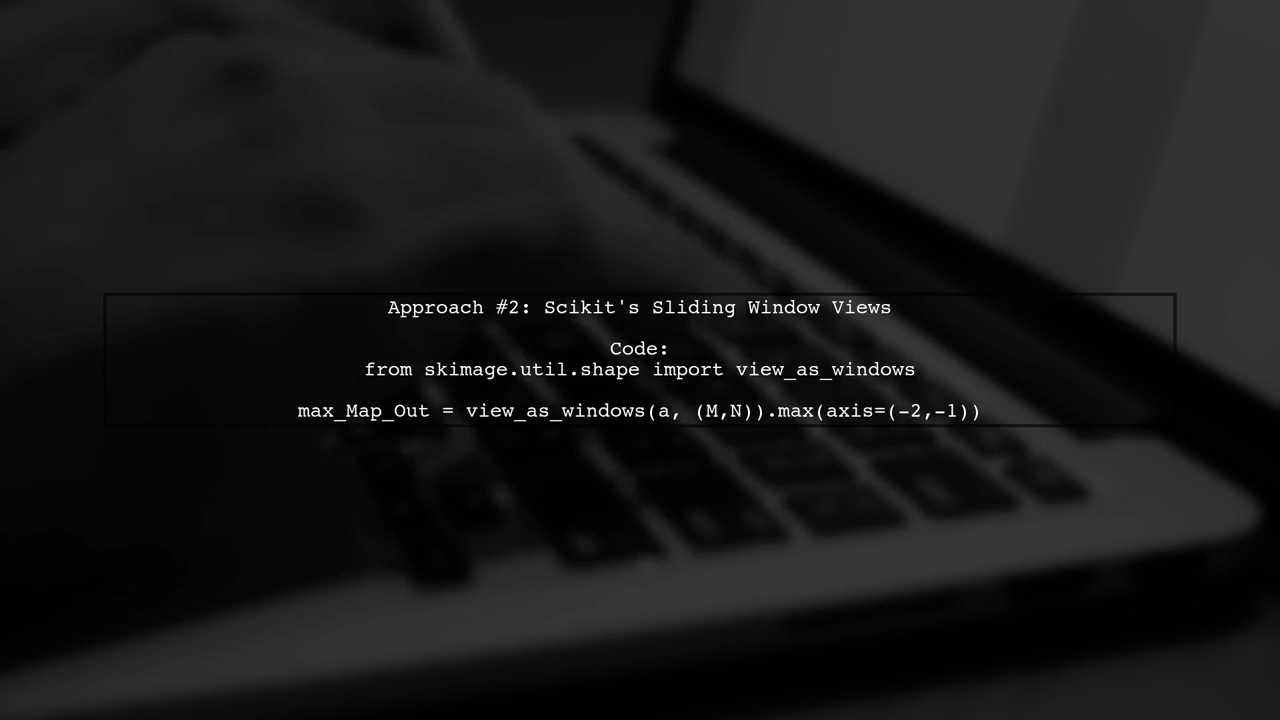 Approach #2: Scikit's Sliding Window Views
Code:
from skimage.util.shape import view_as_windows
max_Map_Out = view_as_windows(a, (M,N)).max(axis=(-2,-1))